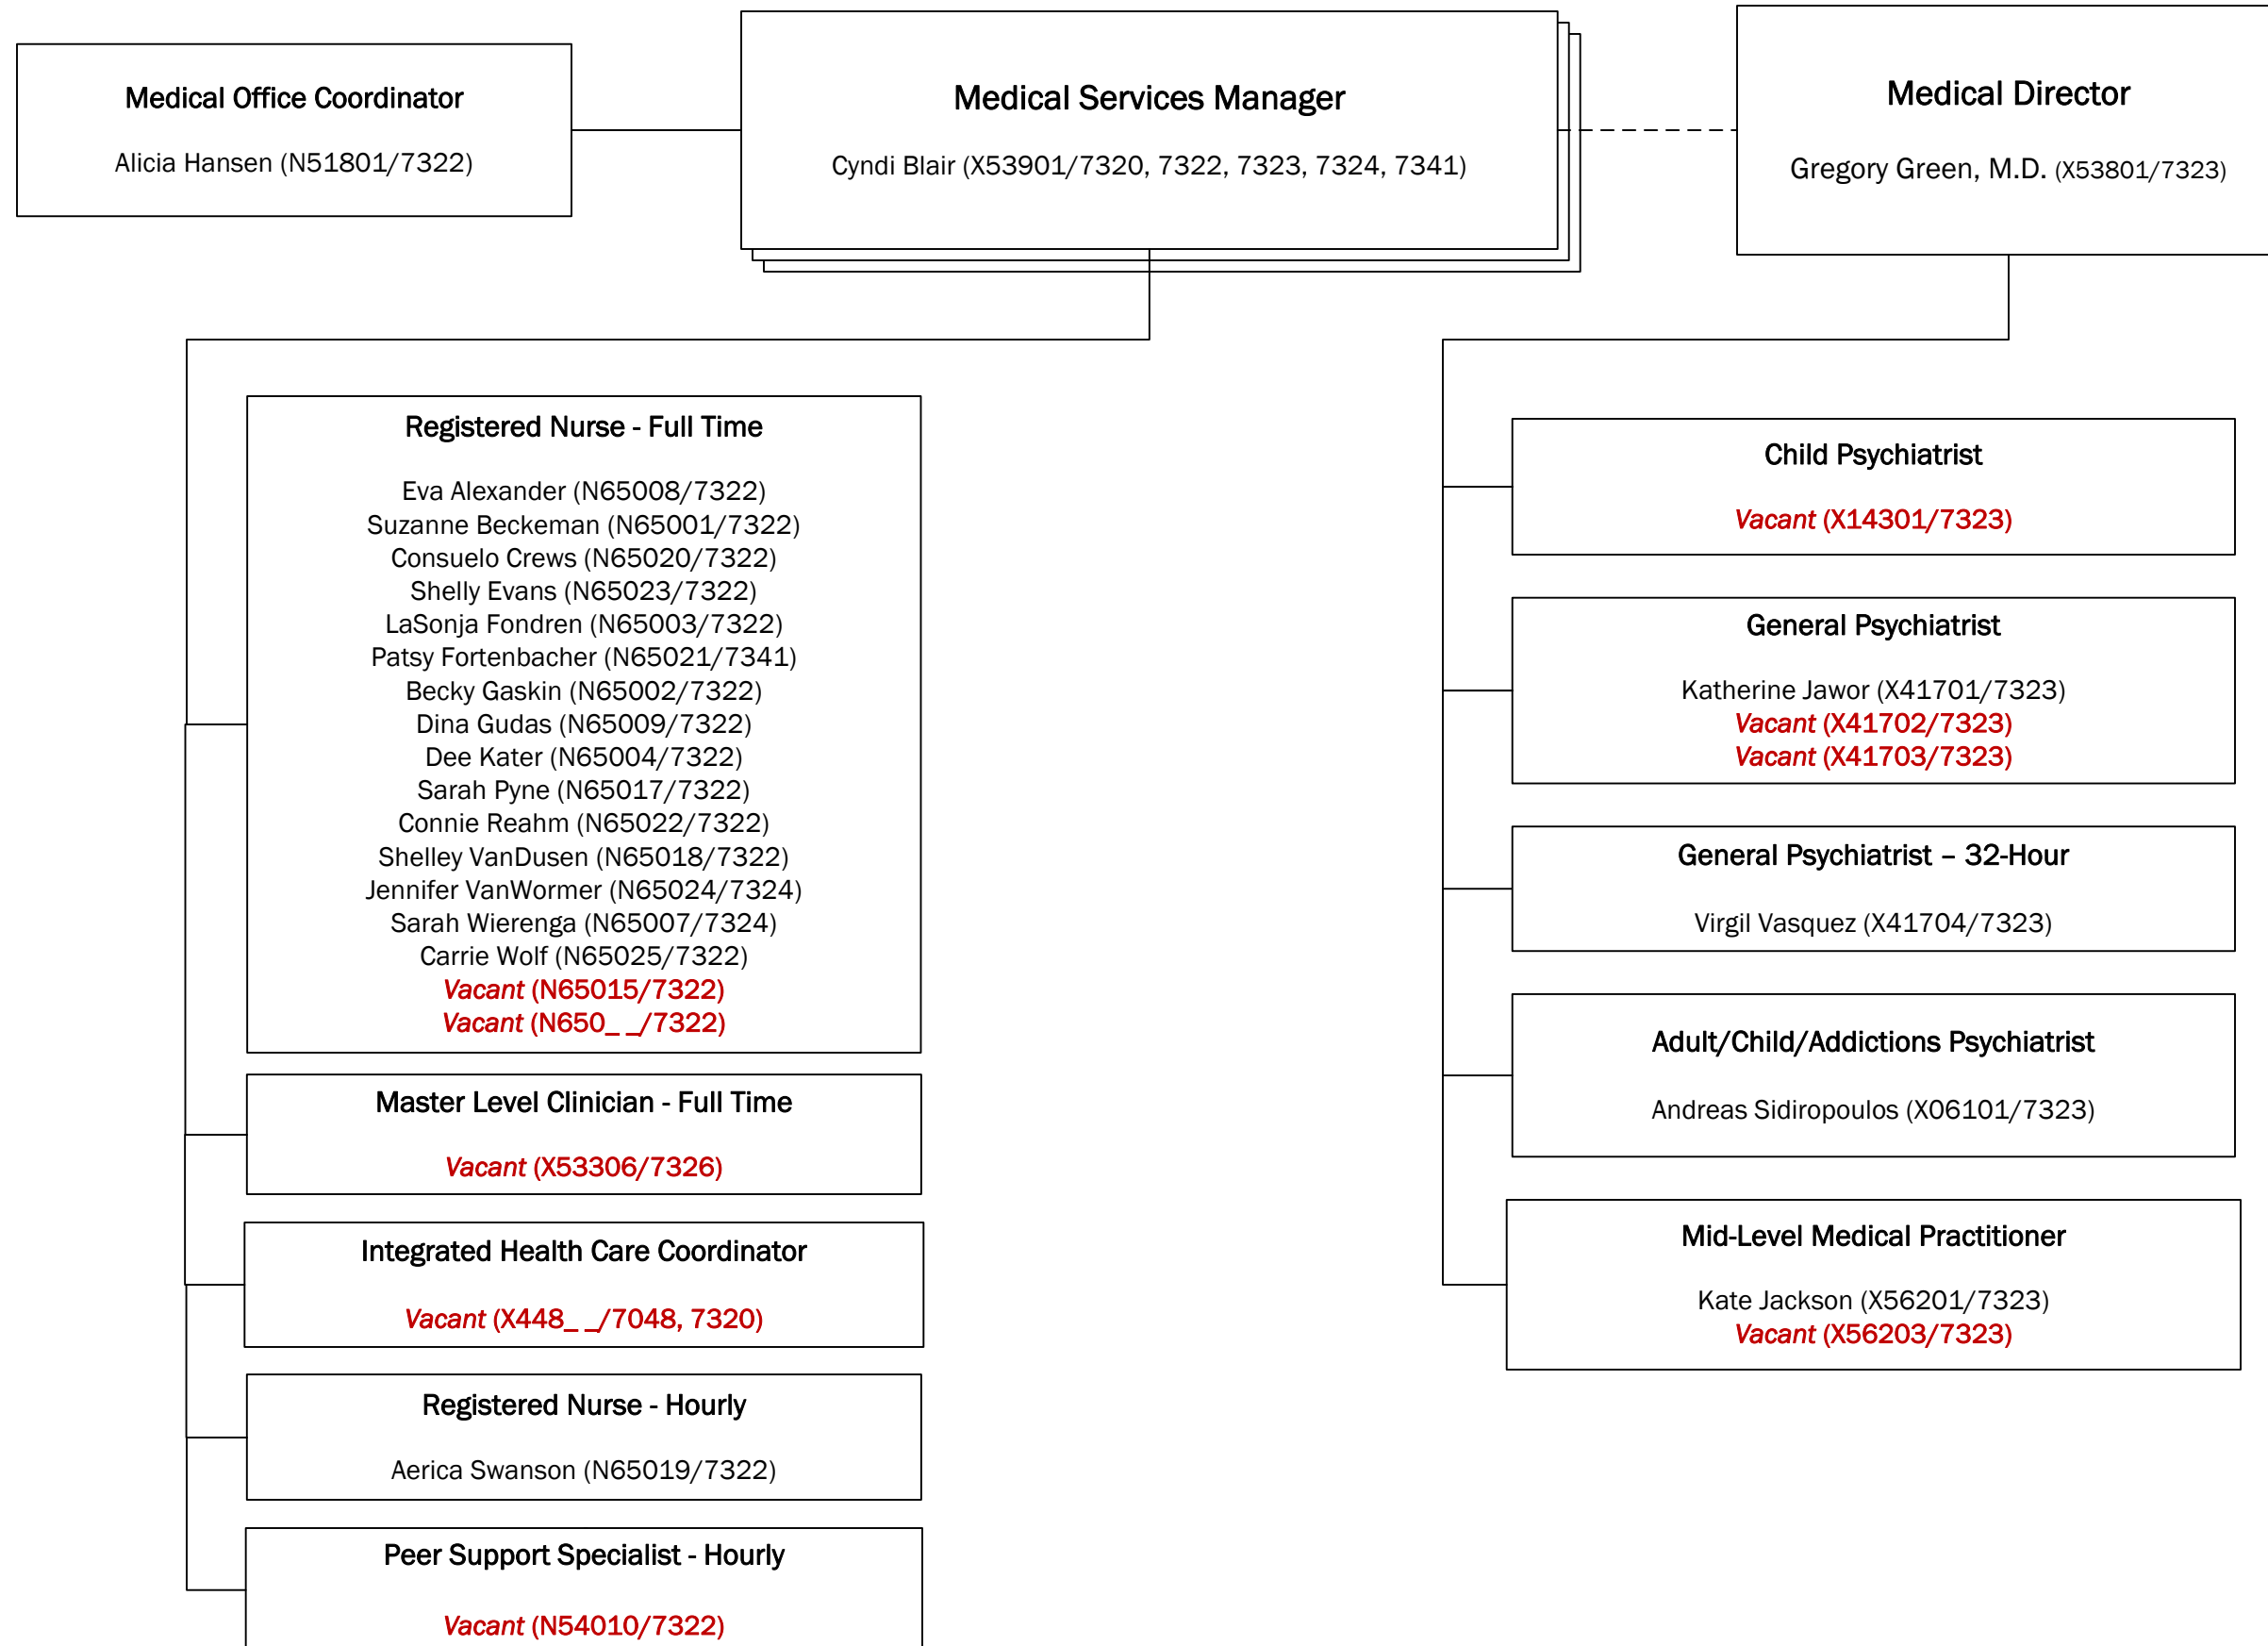 Medical Office Coordinator
Alicia Hansen (N51801/7322)
Medical Services Manager
Cyndi Blair (X53901/7320, 7322, 7323, 7324, 7341)
Medical Director
Gregory Green, M.D. (X53801/7323)
Registered Nurse - Full Time
Eva Alexander (N65008/7322)
Suzanne Beckeman (N65001/7322)
Consuelo Crews (N65020/7322)
Shelly Evans (N65023/7322)
LaSonja Fondren (N65003/7322)
Patsy Fortenbacher (N65021/7341)
Becky Gaskin (N65002/7322)
Dina Gudas (N65009/7322)
Dee Kater (N65004/7322)
Sarah Pyne (N65017/7322)
Connie Reahm (N65022/7322)
Shelley VanDusen (N65018/7322)
Jennifer VanWormer (N65024/7324)
Sarah Wierenga (N65007/7324)
Carrie Wolf (N65025/7322)
Vacant (N65015/7322)
Vacant (N650_ _/7322)
Master Level Clinician - Full Time
Vacant (X53306/7326)
Integrated Health Care Coordinator
Vacant (X448_ _/7048, 7320)
Registered Nurse - Hourly
Aerica Swanson (N65019/7322)
Peer Support Specialist - Hourly
Vacant (N54010/7322)
Child Psychiatrist
Vacant (X14301/7323)
General Psychiatrist
Katherine Jawor (X41701/7323)
Vacant (X41702/7323)
Vacant (X41703/7323)
General Psychiatrist – 32-Hour
Virgil Vasquez (X41704/7323)
Adult/Child/Addictions Psychiatrist
Andreas Sidiropoulos (X06101/7323)
Mid-Level Medical Practitioner
Kate Jackson (X56201/7323)
Vacant (X56203/7323)